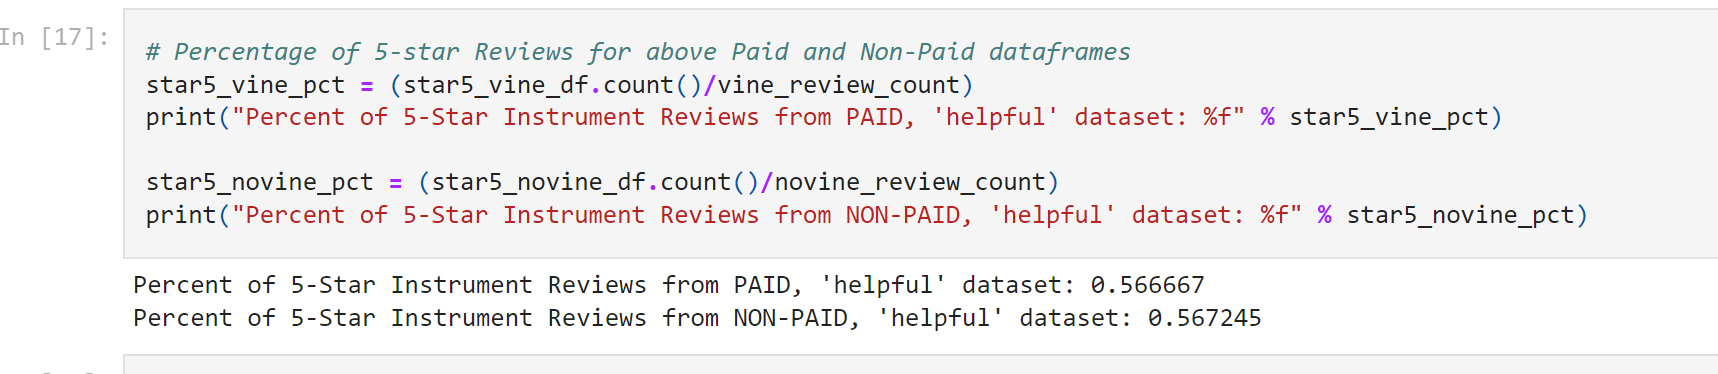 In [17]:
# Percentage of 5-star Reviews for above Paid and Non-Paid dataframes
star5_vine_pct = (star5_vine_df.count()/vine_review_count)
print("Percent of 5-Star Instrument Reviews from PAID, 'helpful' dataset: %f" % star5_vine_pct)
star5_novine_pct = (star5_novine_df.count()/novine_review_count)
print("Percent of 5-Star Instrument Reviews from NON-PAID, 'helpful' dataset: %f" % star5_novine_pct)
Percent of 5-Star Instrument Reviews from PAID, 'helpful' dataset: 0.566667
Percent of 5-Star Instrument Reviews from NON-PAID, 'helpful' dataset: 0.567245